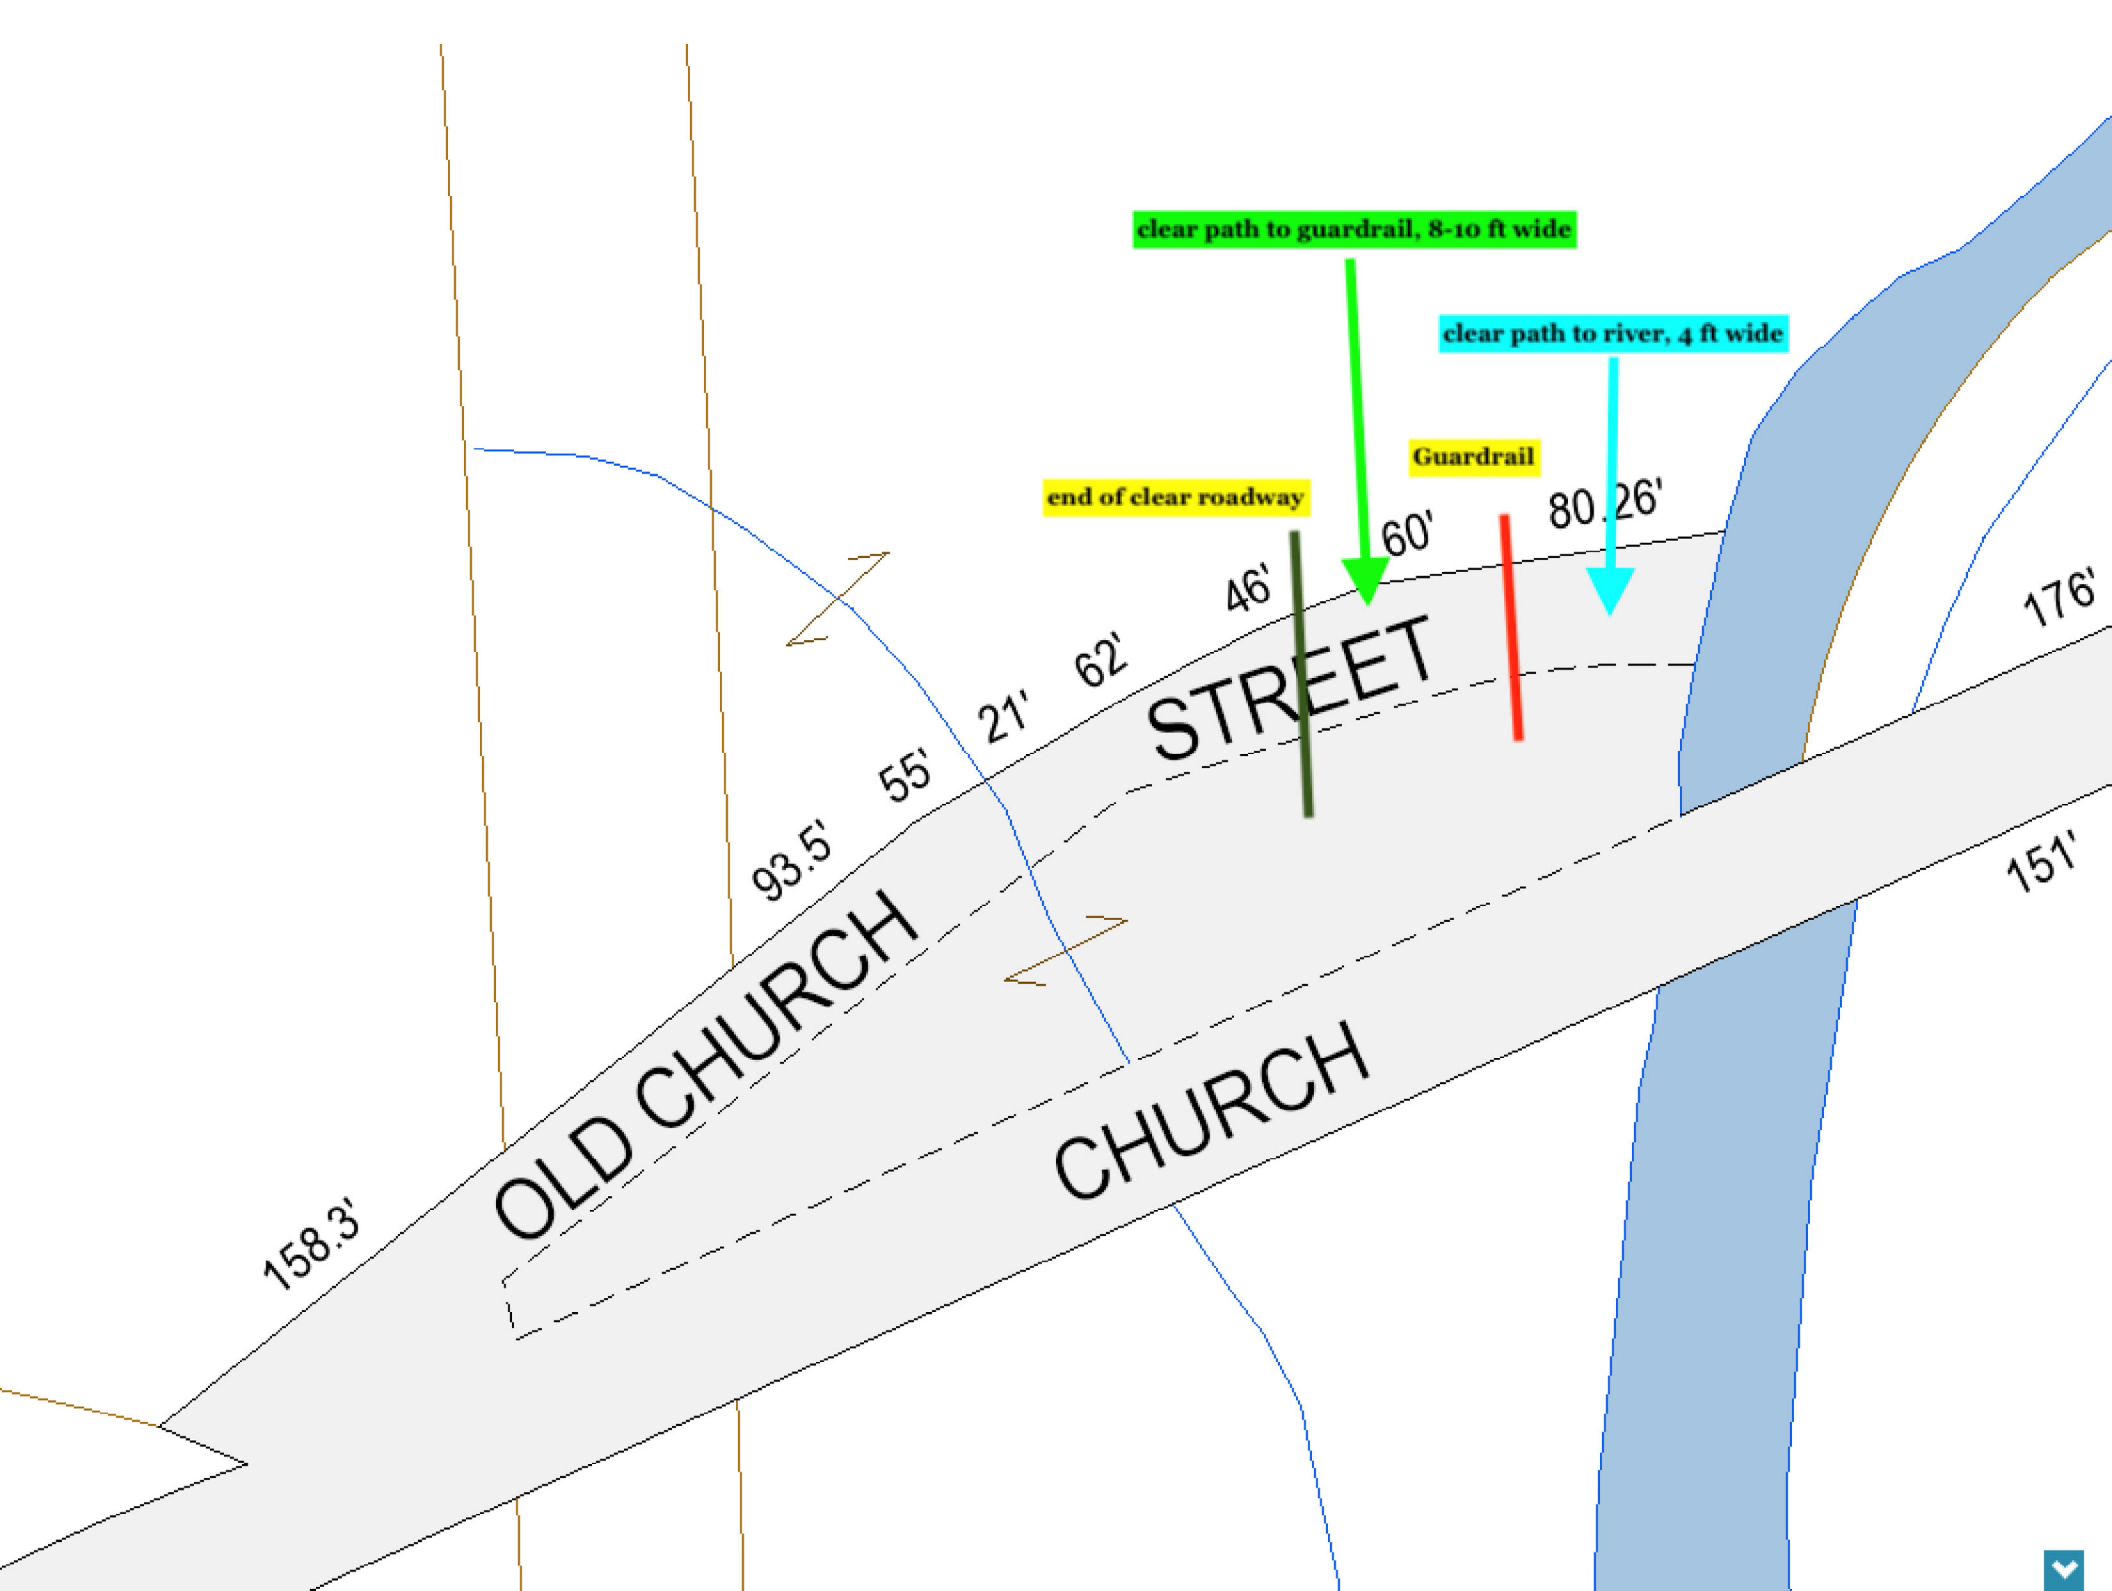 clear path to guardrail, 8-10 ft wide
clear path to river, 4 ft wide
Guardrail
end of clear roadway
80.26'
60'
46'
176'
62'
STREET
21'
55'
93.5'
151'
OLD CHURCH
CHURCH
158.3'